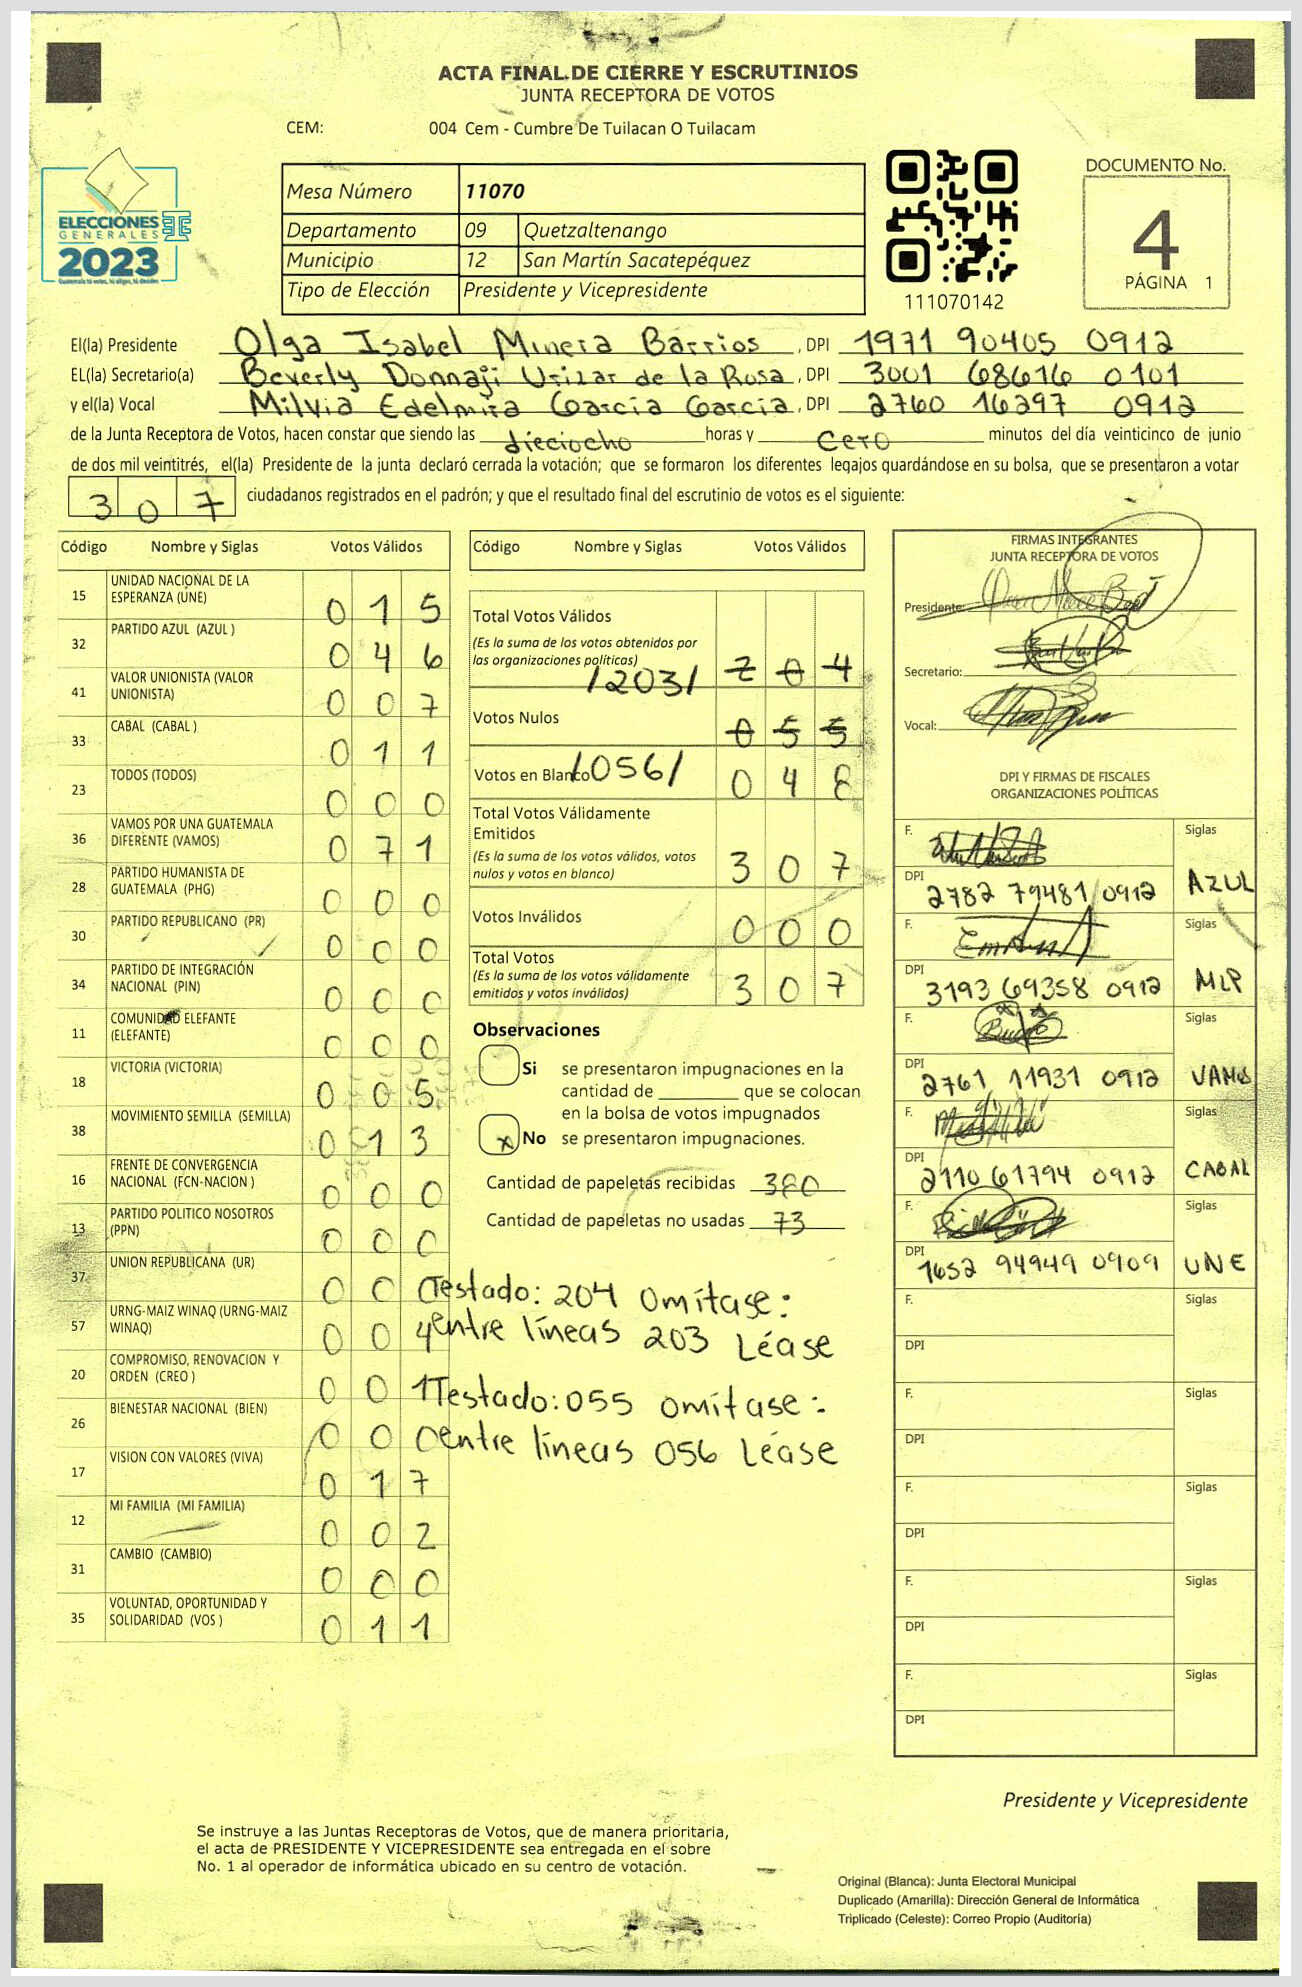 ACTA FINAL DE CIERRE Y ESCRUTINIOS
JUNTA RECEPTORA DE VOTOS
CEM: 004 Cem - Cumbre De Tuilacan O Tuilacam
ELECCIONES
GENERALES
2023
Mesa Número 11070
Departamento 09 Quetzaltenango
Municipio 12 San Martín Sacatepéquez
Tipo de Elección Presidente y Vicepresidente
111070142
DOCUMENTO No.
4
PÁGINA 1
El(la) Presidente Olga Isabel Minera Barrios, DPI 1971 90405 0912
EL(la) Secretario(a) Beverly Donnaji Urizar de la Rosa, DPI 3001 68616 0101
y el(la) Vocal Milvia Edelmira García García, DPI 2760 16297 0912
de la Junta Receptora de Votos, hacen constar que siendo las dieciocho horas y cero minutos del día veinticinco de junio
de dos mil veintitrés, el(la) Presidente de la junta declaró cerrada la votación; que se formaron los diferentes legajos guardándose en su bolsa, que se presentaron a votar
307 ciudadanos registrados en el padrón; y que el resultado final del escrutinio de votos es el siguiente:
Código Nombre y Siglas Votos Válidos
15 UNIDAD NACIONAL DE LA ESPERANZA (UNE) 0 1 5
32 PARTIDO AZUL (AZUL ) 0 4 6
41 VALOR UNIONISTA (VALOR UNIONISTA) 0 0 7
33 CABAL (CABAL ) 0 1 1
23 TODOS (TODOS) 0 0 0
36 VAMOS POR UNA GUATEMALA DIFERENTE (VAMOS) 0 7 1
28 PARTIDO HUMANISTA DE GUATEMALA (PHG) 0 0 0
30 PARTIDO REPUBLICANO (PR) 0 0 0
34 PARTIDO DE INTEGRACIÓN NACIONAL (PIN) 0 0 0
11 COMUNIDAD ELEFANTE (ELEFANTE) 0 0 0
18 VICTORIA (VICTORIA) 0 0 5
38 MOVIMIENTO SEMILLA (SEMILLA) 0 1 3
16 FRENTE DE CONVERGENCIA NACIONAL (FCN-NACION ) 0 0 0
13 PARTIDO POLITICO NOSOTROS (PPN) 0 0 0
37 UNION REPUBLICANA (UR) 0 0 0
57 URNG-MAIZ WINAQ (URNG-MAIZ WINAQ) 0 0 4
20 COMPROMISO, RENOVACION Y ORDEN (CREO ) 0 0 1
26 BIENESTAR NACIONAL (BIEN) 0 0 0
17 VISION CON VALORES (VIVA) 0 1 7
12 MI FAMILIA (MI FAMILIA) 0 0 2
31 CAMBIO (CAMBIO) 0 0 0
35 VOLUNTAD, OPORTUNIDAD Y SOLIDARIDAD (VOS ) 0 1 1
Código Nombre y Siglas Votos Válidos
Total Votos Válidos
(Es la suma de los votos obtenidos por
las organizaciones políticas)
/203/ 2 0 4
Votos Nulos 0 5 5
/056/
Votos en Blanco 0 4 8
Total Votos Válidamente
Emitidos
(Es la suma de los votos válidos, votos
nulos y votos en blanco) 3 0 7
Votos Inválidos 0 0 0
Total Votos
(Es la suma de los votos válidamente
emitidos y votos inválidos) 3 0 7
Observaciones
Si se presentaron impugnaciones en la
cantidad de ________ que se colocan
en la bolsa de votos impugnados
x No se presentaron impugnaciones.
Cantidad de papeletas recibidas 380
Cantidad de papeletas no usadas 73
Testado: 204 Omítase:
entre líneas 203 Léase
Testado: 055 omítase:
entre líneas 056 Léase
FIRMAS INTEGRANTES
JUNTA RECEPTORA DE VOTOS
Presidente:
Secretario:
Vocal:
DPI Y FIRMAS DE FISCALES
ORGANIZACIONES POLÍTICAS
F. Siglas
DPI 2782 79481 0912 AZUL
F. Siglas
DPI 3193 69358 0912 MLP
F. Siglas
DPI 2761 11931 0912 VAMOS
F. Siglas
DPI 2110 61794 0912 CABAL
F. Siglas
DPI 1652 94949 0909 UNE
F. Siglas
DPI
F. Siglas
DPI
F. Siglas
DPI
F. Siglas
DPI
F. Siglas
DPI
Presidente y Vicepresidente
Se instruye a las Juntas Receptoras de Votos, que de manera prioritaria,
el acta de PRESIDENTE Y VICEPRESIDENTE sea entregada en el sobre
No. 1 al operador de informática ubicado en su centro de votación.
Original (Blanca): Junta Electoral Municipal
Duplicado (Amarilla): Dirección General de Informática
Triplicado (Celeste): Correo Propio (Auditoría)